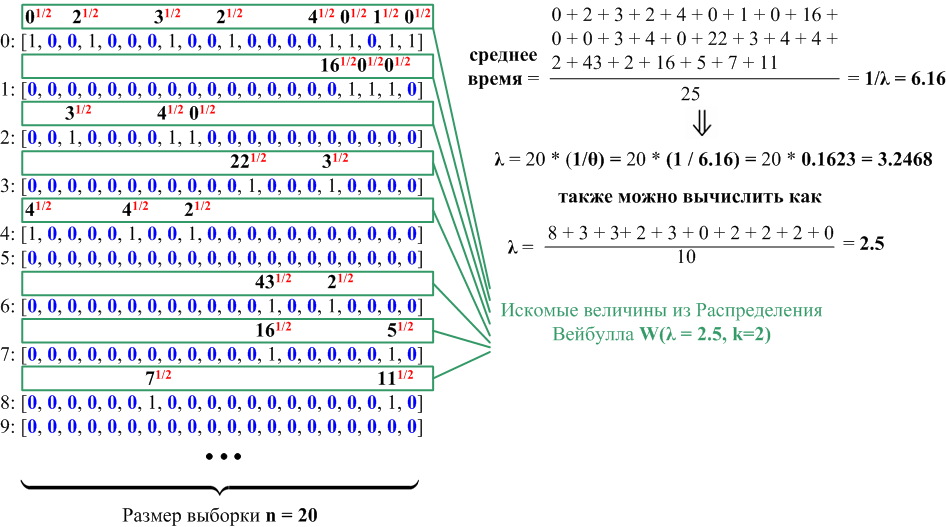 0^1/2 2^1/2 3^1/2 2^1/2 4^1/2 0^1/2 1^1/2 0^1/2
0: [1, 0, 0, 1, 0, 0, 0, 1, 0, 0, 1, 0, 0, 0, 0, 1, 1, 0, 1, 1]
16^1/2 0^1/2 0^1/2
1: [0, 0, 0, 0, 0, 0, 0, 0, 0, 0, 0, 0, 0, 0, 0, 0, 1, 1, 1, 0]
3^1/2 4^1/2 0^1/2
2: [0, 0, 1, 0, 0, 0, 0, 1, 1, 0, 0, 0, 0, 0, 0, 0, 0, 0, 0, 0]
22^1/2 3^1/2
3: [0, 0, 0, 0, 0, 0, 0, 0, 0, 0, 0, 1, 0, 0, 0, 1, 0, 0, 0, 0]
4^1/2 4^1/2 2^1/2
4: [1, 0, 0, 0, 0, 1, 0, 0, 1, 0, 0, 0, 0, 0, 0, 0, 0, 0, 0, 0]
5: [0, 0, 0, 0, 0, 0, 0, 0, 0, 0, 0, 0, 0, 0, 0, 0, 0, 0, 0, 0]
43^1/2 2^1/2
6: [0, 0, 0, 0, 0, 0, 0, 0, 0, 0, 0, 0, 1, 0, 0, 1, 0, 0, 0, 0]
16^1/2 5^1/2
7: [0, 0, 0, 0, 0, 0, 0, 0, 0, 0, 0, 0, 1, 0, 0, 0, 0, 0, 1, 0]
7^1/2 11^1/2
8: [0, 0, 0, 0, 0, 0, 1, 0, 0, 0, 0, 0, 0, 0, 0, 0, 0, 0, 1, 0]
9: [0, 0, 0, 0, 0, 0, 0, 0, 0, 0, 0, 0, 0, 0, 0, 0, 0, 0, 0, 0]
• • •
Размер выборки n = 20
0 + 2 + 3 + 2 + 4 + 0 + 1 + 0 + 16 +
0 + 0 + 3 + 4 + 0 + 22 + 3 + 4 + 4 +
2 + 43 + 2 + 16 + 5 + 7 + 11
среднее
время = = 1/λ = 6.16
25
⇓
λ = 20 * (1/θ) = 20 * (1 / 6.16) = 20 * 0.1623 = 3.2468
также можно вычислить как
8 + 3 + 3+ 2 + 3 + 0 + 2 + 2 + 2 + 0
λ = = 2.5
10
Искомые величины из Распределения
Вейбулла W(λ = 2.5, k=2)